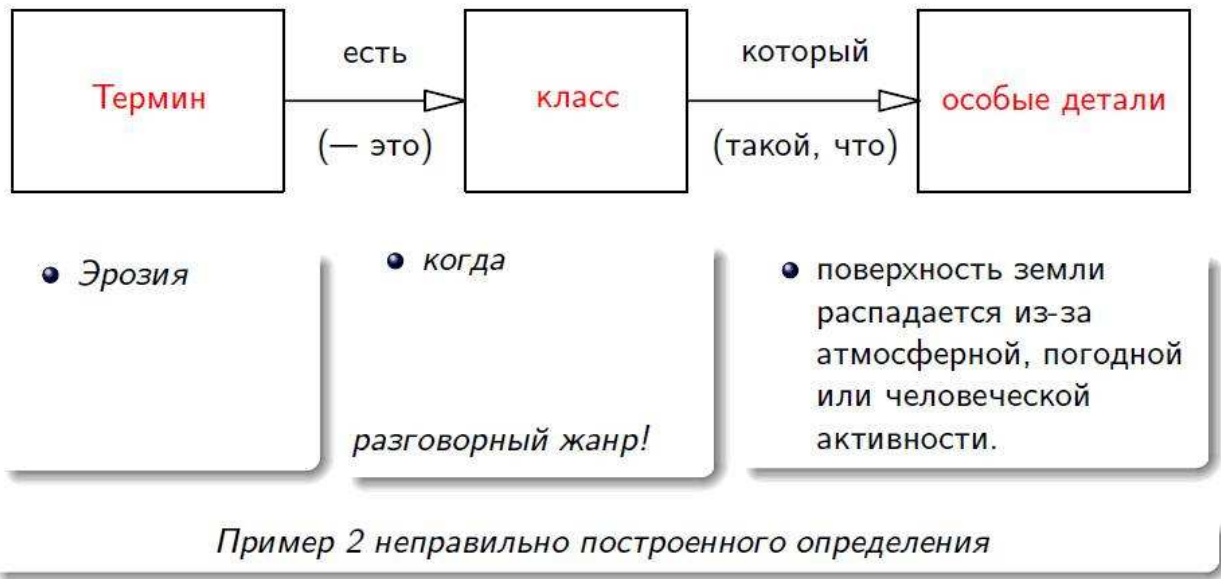 Термин
есть
(— это)
класс
который
(такой, что)
особые детали
Эрозия
когда
разговорный жанр!
поверхность земли
распадается из-за
атмосферной, погодной
или человеческой
активности.
Пример 2 неправильно построенного определения